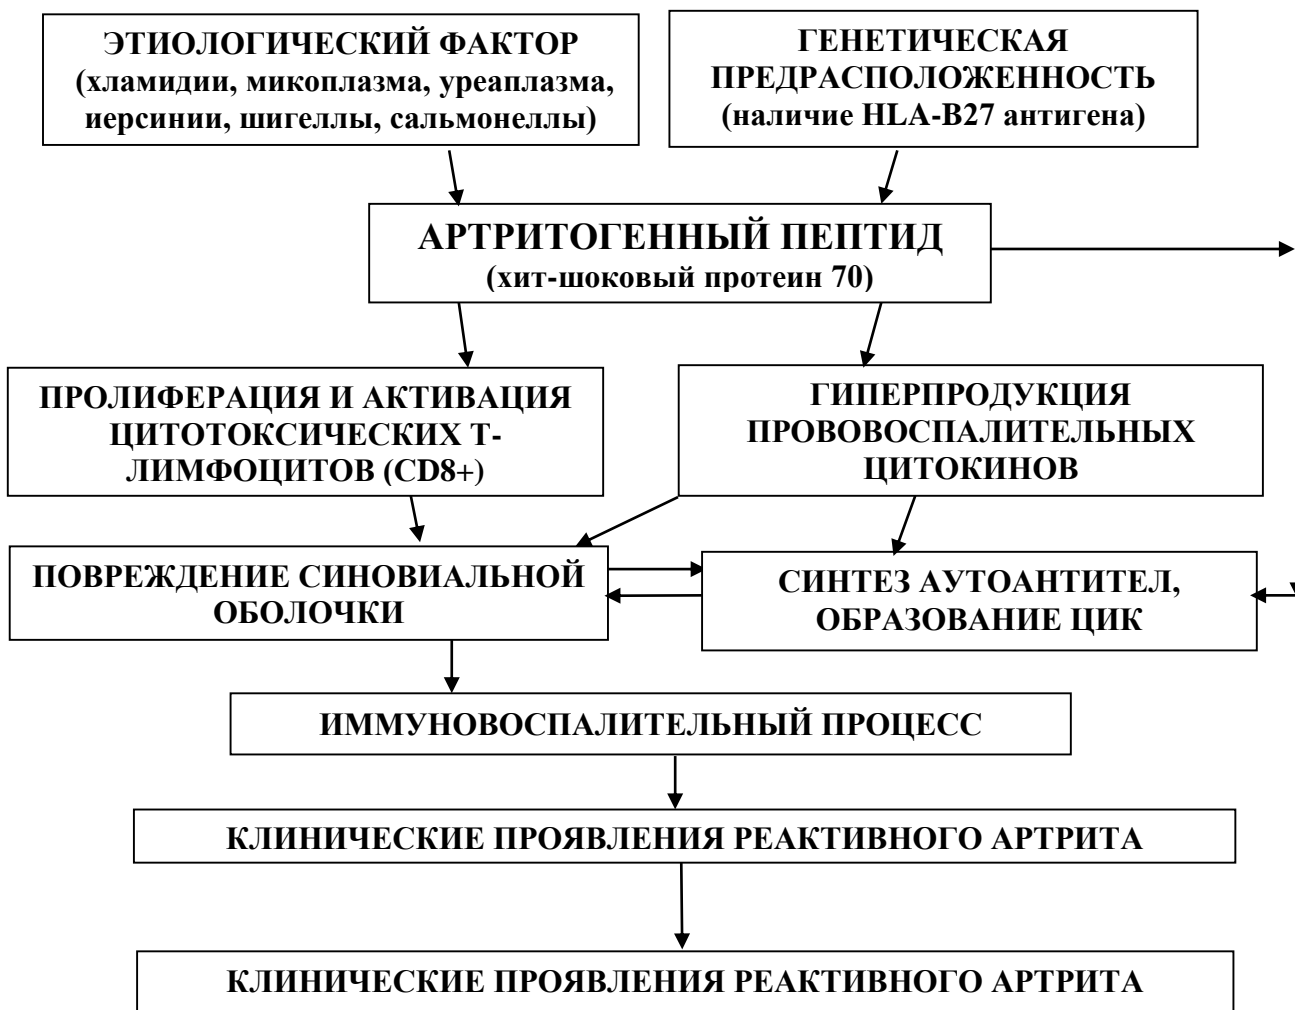 ЭТИОЛОГИЧЕСКИЙ ФАКТОР
(хламидии, микоплазма, уреаплазма,
иерсинии, шигеллы, сальмонеллы)
ГЕНЕТИЧЕСКАЯ
ПРЕДРАСПОЛОЖЕННОСТЬ
(наличие HLA-B27 антигена)
АРТРИТОГЕННЫЙ ПЕПТИД
(хит-шоковый протеин 70)
ПРОЛИФЕРАЦИЯ И АКТИВАЦИЯ
ЦИТОТОКСИЧЕСКИХ Т-
ЛИМФОЦИТОВ (CD8+)
ГИПЕРПРОДУКЦИЯ
ПРОВОВОСПАЛИТЕЛЬНЫХ
ЦИТОКИНОВ
ПОВРЕЖДЕНИЕ СИНОВИАЛЬНОЙ
ОБОЛОЧКИ
СИНТЕЗ АУТОАНТИТЕЛ,
ОБРАЗОВАНИЕ ЦИК
ИММУНОВОСПАЛИТЕЛЬНЫЙ ПРОЦЕСС
КЛИНИЧЕСКИЕ ПРОЯВЛЕНИЯ РЕАКТИВНОГО АРТРИТА
КЛИНИЧЕСКИЕ ПРОЯВЛЕНИЯ РЕАКТИВНОГО АРТРИТА